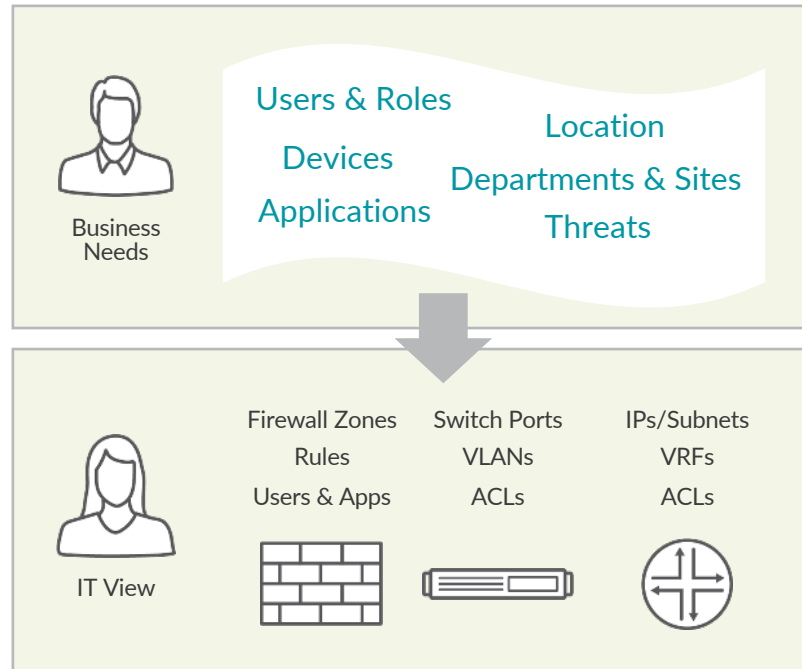 Users & Roles
Devices
Applications
Location
Departments & Sites
Threats
Business
Needs
Firewall Zones
Rules
Users & Apps
Switch Ports
VLANs
ACLs
IPs/Subnets
VRFs
ACLs
IT View